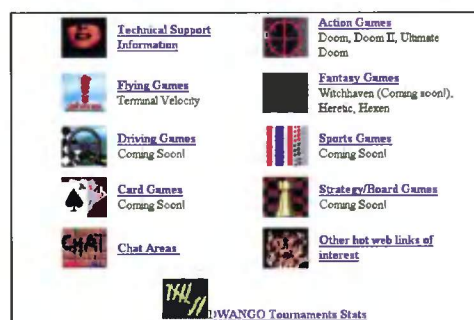 Technical Support
Information
Action Games
Doom, Doom II, Ultimate
Doom
Flying Games
Terminal Velocity
Fantasy Games
Witchhaven (Coming soon!),
Heretic, Hexen
Driving Games
Coming Soon!
Sports Games
Coming Soon!
Card Games
Coming Soon!
Strategy/Board Games
Coming Soon!
CHAT
Chat Areas
Other hot web links of
interest
DWANGO Tournaments Stats